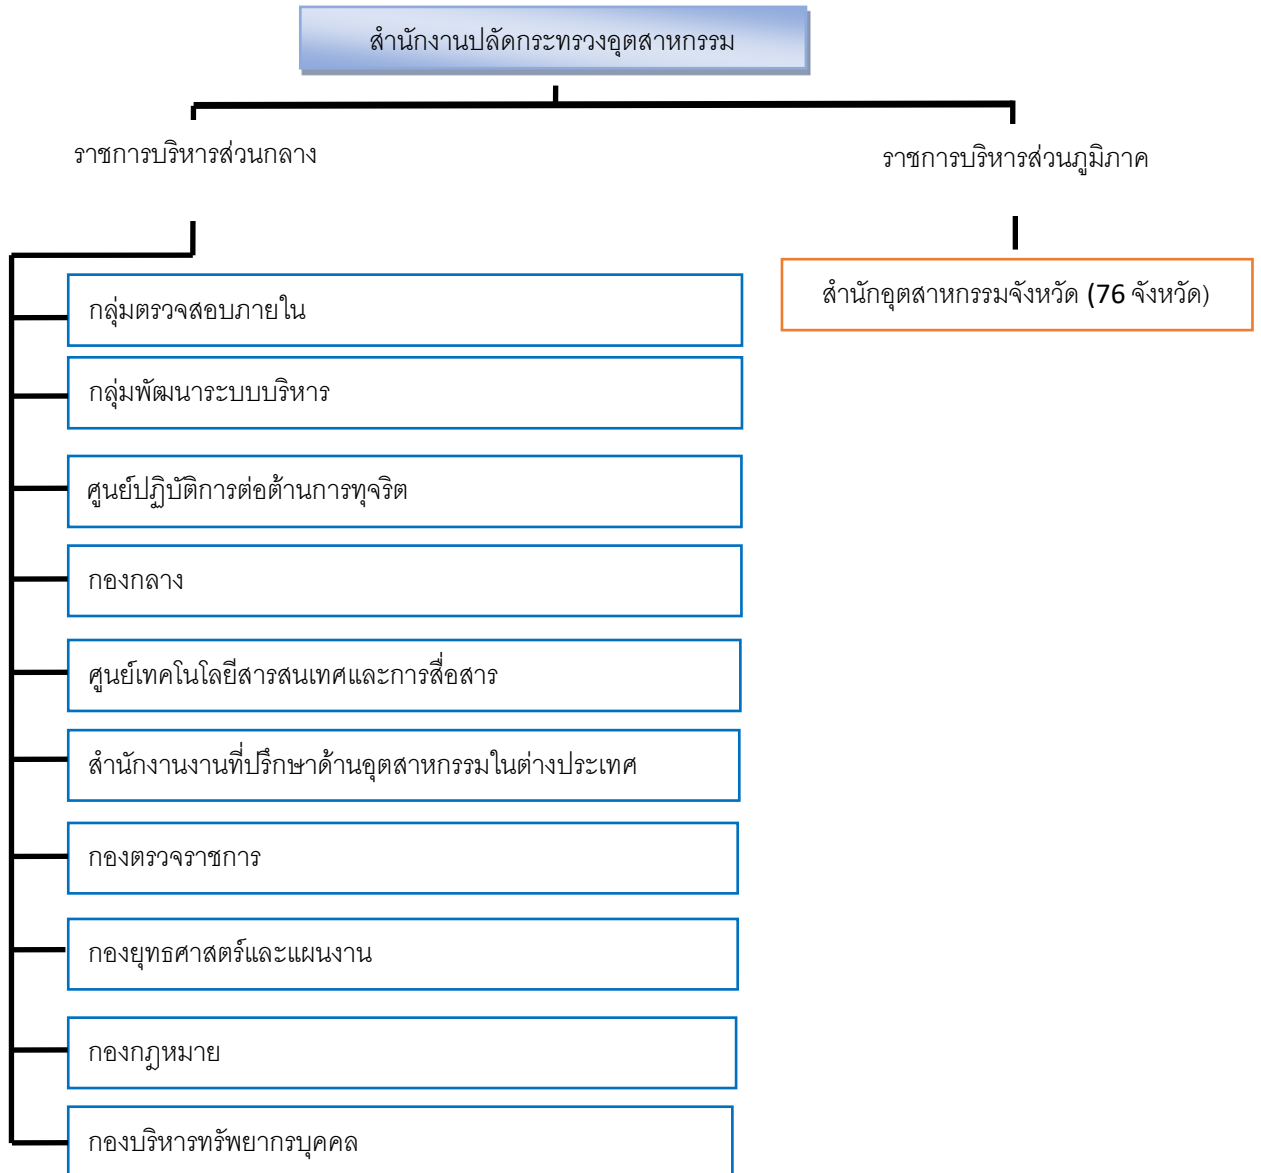 สำนักงานปลัดกระทรวงอุตสาหกรรม
ราชการบริหารส่วนกลาง
ราชการบริหารส่วนภูมิภาค
กลุ่มตรวจสอบภายใน
กลุ่มพัฒนาระบบบริหาร
ศูนย์ปฏิบัติการต่อต้านการทุจริต
กองกลาง
ศูนย์เทคโนโลยีสารสนเทศและการสื่อสาร
สำนักงานงานที่ปรึกษาด้านอุตสาหกรรมในต่างประเทศ
กองตรวจราชการ
กองยุทธศาสตร์และแผนงาน
กองกฎหมาย
กองบริหารทรัพยากรบุคคล
สำนักอุตสาหกรรมจังหวัด (76 จังหวัด)